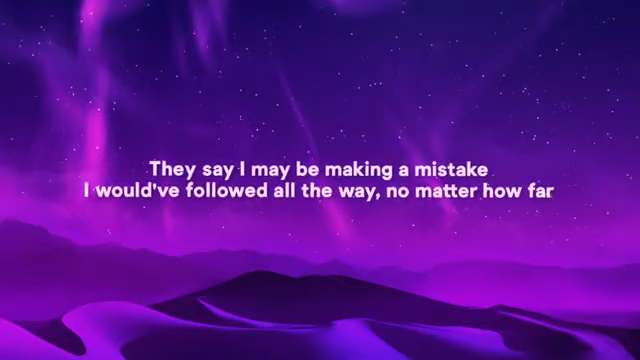 They say I may be making a mistake
I would've followed all the way, no matter how far